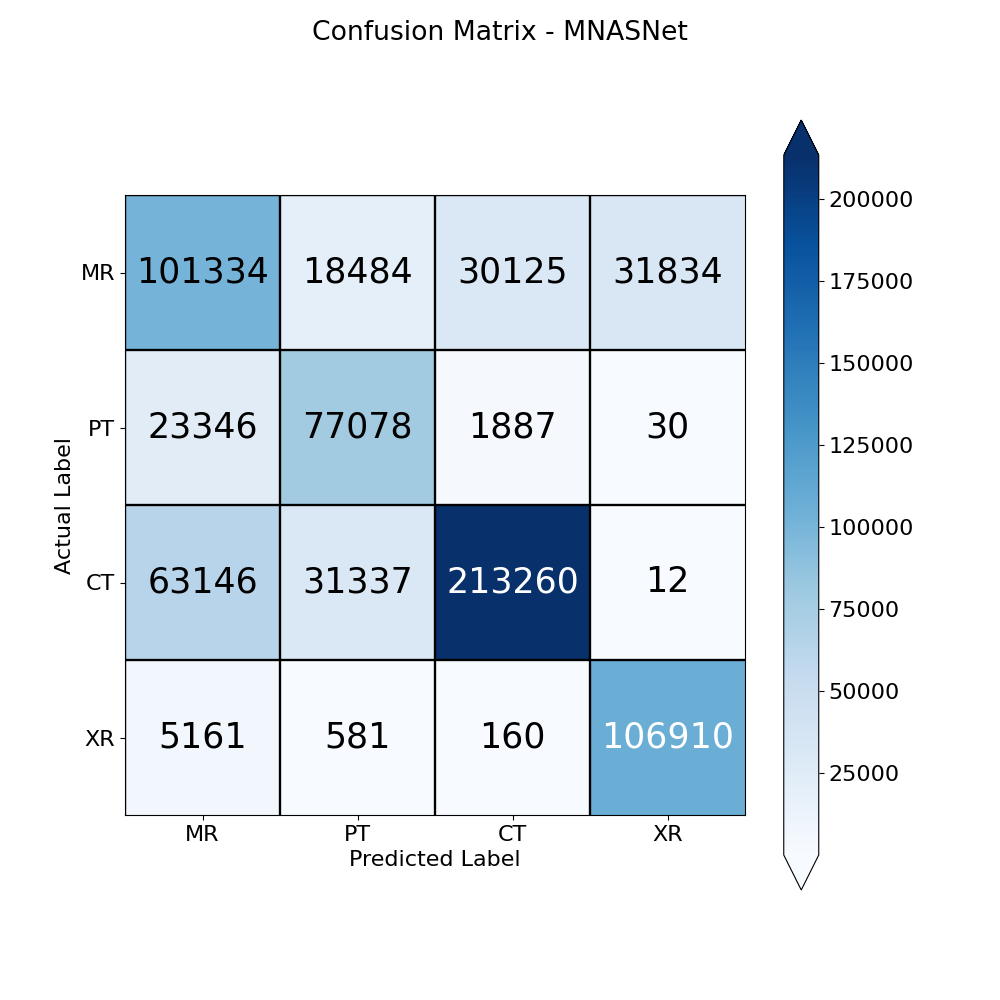 Confusion Matrix - MNASNet
MR 101334 18484 30125 31834
PT 23346 77078 1887 30
CT 63146 31337 213260 12
XR 5161 581 160 106910
MR PT CT XR
Predicted Label
Actual Label
200000
175000
150000
125000
100000
75000
50000
25000